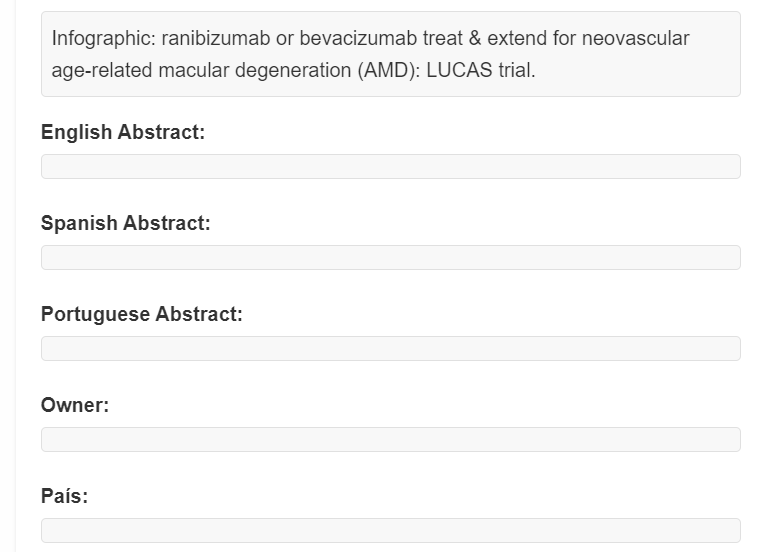 Infographic: ranibizumab or bevacizumab treat & extend for neovascular
age-related macular degeneration (AMD): LUCAS trial.
English Abstract:
Spanish Abstract:
Portuguese Abstract:
Owner:
País: